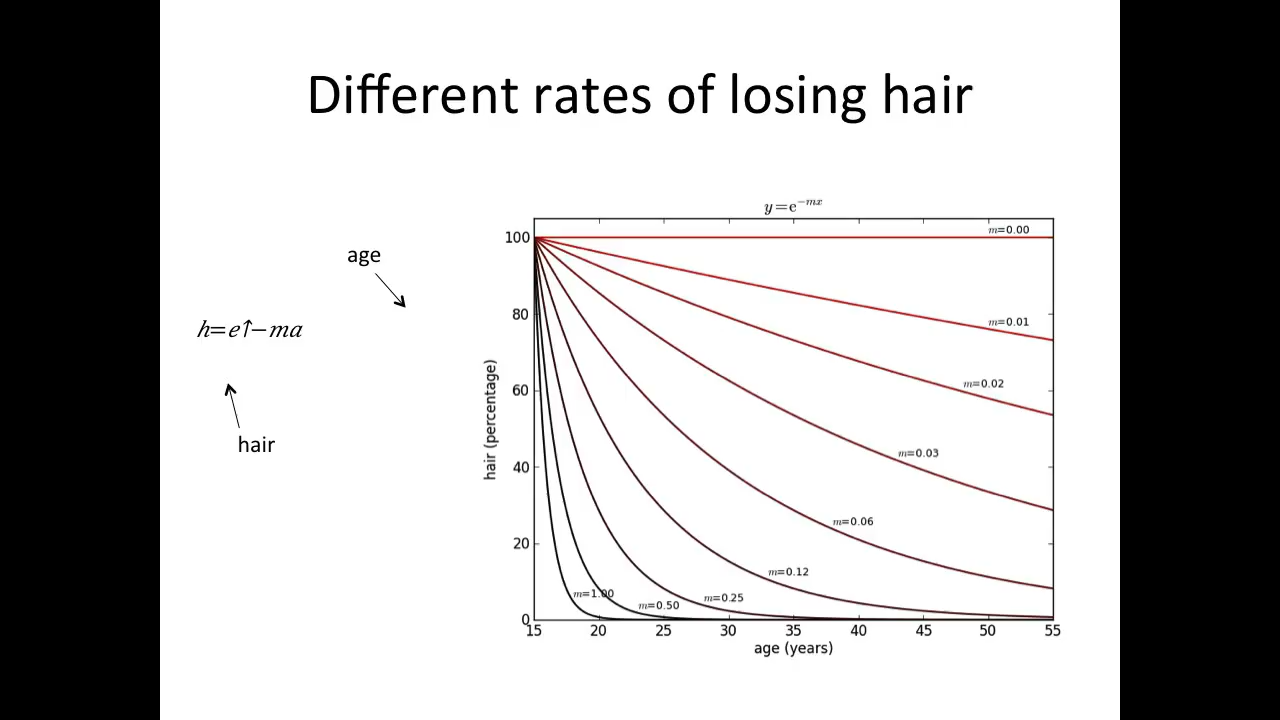 Different rates of losing hair
age
h=e↑−ma
hair
y=e^{-mx}
hair (percentage)
100
80
60
40
20
0
m=0.00
m=0.01
m=0.02
m=0.03
m=0.06
m=0.12
m=0.25
m=0.50
m=1.00
15 20 25 30 35 40 45 50 55
age (years)